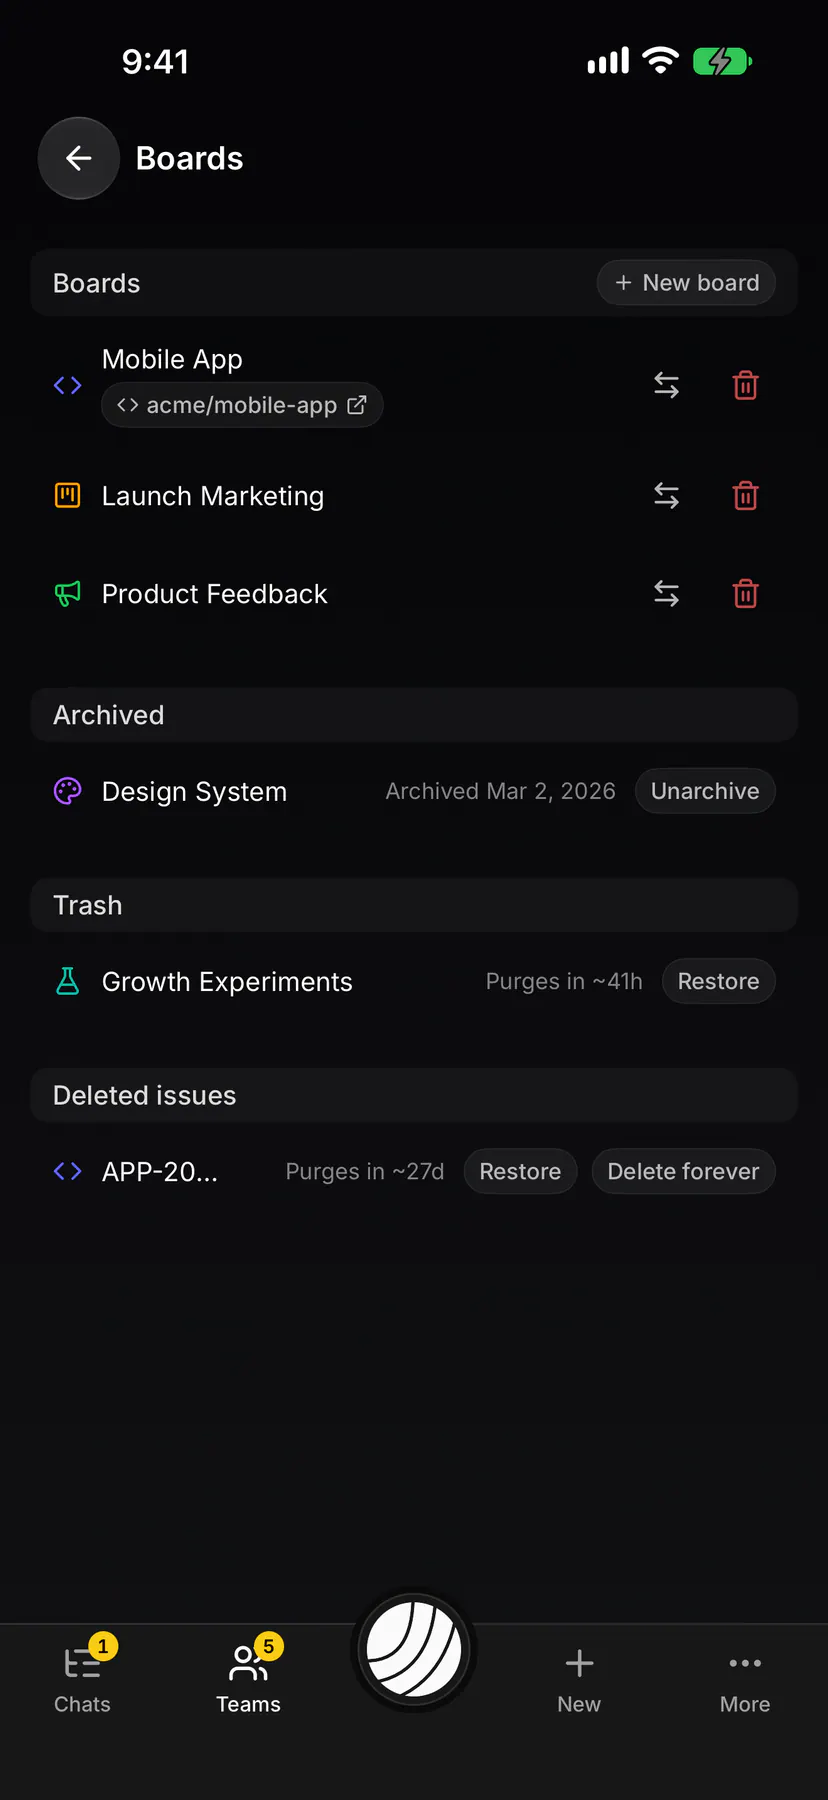 9:41
Boards
Boards
+ New board
Mobile App
acme/mobile-app
Launch Marketing
Product Feedback
Archived
Design System Archived Mar 2, 2026 Unarchive
Trash
Growth Experiments Purges in ~41h Restore
Deleted issues
APP-20... Purges in ~27d Restore Delete forever
1
5
Chats Teams New More